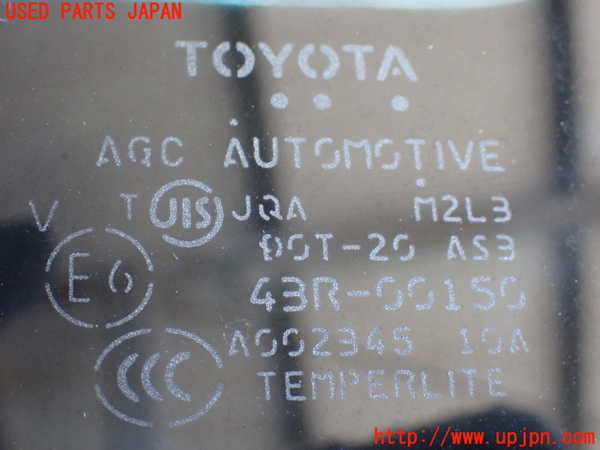 USED PARTS JAPAN
TOYOTA
AGC AUTOMOTIVE
V T JIS JQA M2L3
DOT-20 AS3
E6 43R-00150
A002345 10A
CCC TEMPERLITE
http://www.upjpn.com